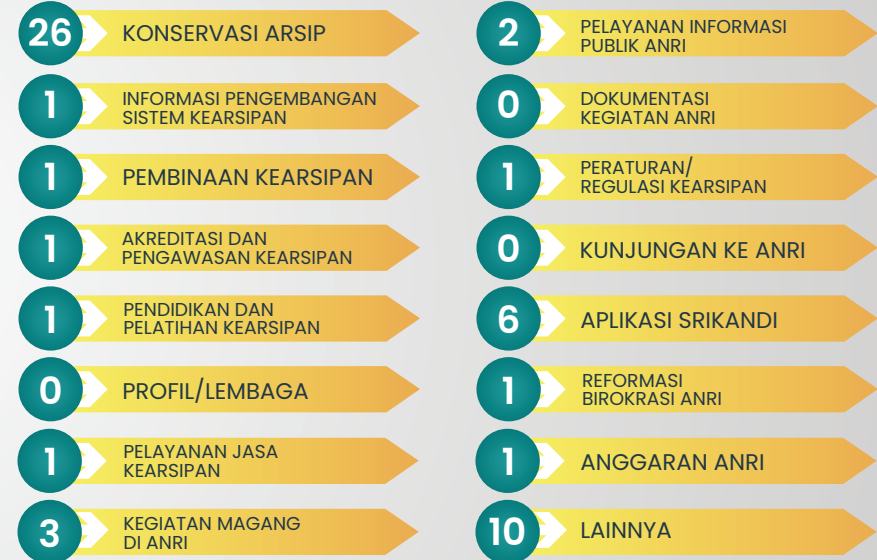 26
KONSERVASI ARSIP
1
INFORMASI PENGEMBANGAN
SISTEM KEARSIPAN
1
PEMBINAAN KEARSIPAN
1
AKREDITASI DAN
PENGAWASAN KEARSIPAN
1
PENDIDIKAN DAN
PELATIHAN KEARSIPAN
0
PROFIL/LEMBAGA
1
PELAYANAN JASA
KEARSIPAN
3
KEGIATAN MAGANG
DI ANRI
2
PELAYANAN INFORMASI
PUBLIK ANRI
0
DOKUMENTASI
KEGIATAN ANRI
1
PERATURAN/
REGULASI KEARSIPAN
0
KUNJUNGAN KE ANRI
6
APLIKASI SRIKANDI
1
REFORMASI
BIROKRASI ANRI
1
ANGGARAN ANRI
10
LAINNYA